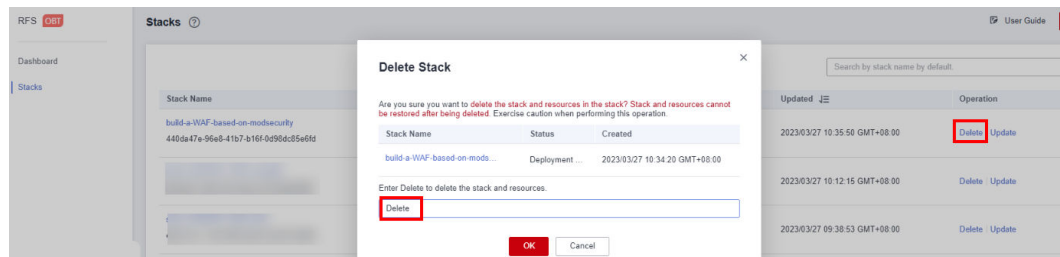 RFS OBT
Stacks
User Guide
Dashboard
Stacks
Search by stack name by default.
Stack Name
Updated
Operation
build-a-WAF-based-on-modsecurity
440da47e-96e8-41b7-b16f-0d98dc85e6fd
2023/03/27 10:35:50 GMT+08:00
Delete Update
2023/03/27 10:12:15 GMT+08:00
Delete Update
2023/03/27 09:38:53 GMT+08:00
Delete Update
Delete Stack
Are you sure you want to delete the stack and resources in the stack? Stack and resources cannot
be restored after being deleted. Exercise caution when performing this operation.
Stack Name Status Created
build-a-WAF-based-on-mods... Deployment ... 2023/03/27 10:34:20 GMT+08:00
Enter Delete to delete the stack and resources.
Delete
OK Cancel